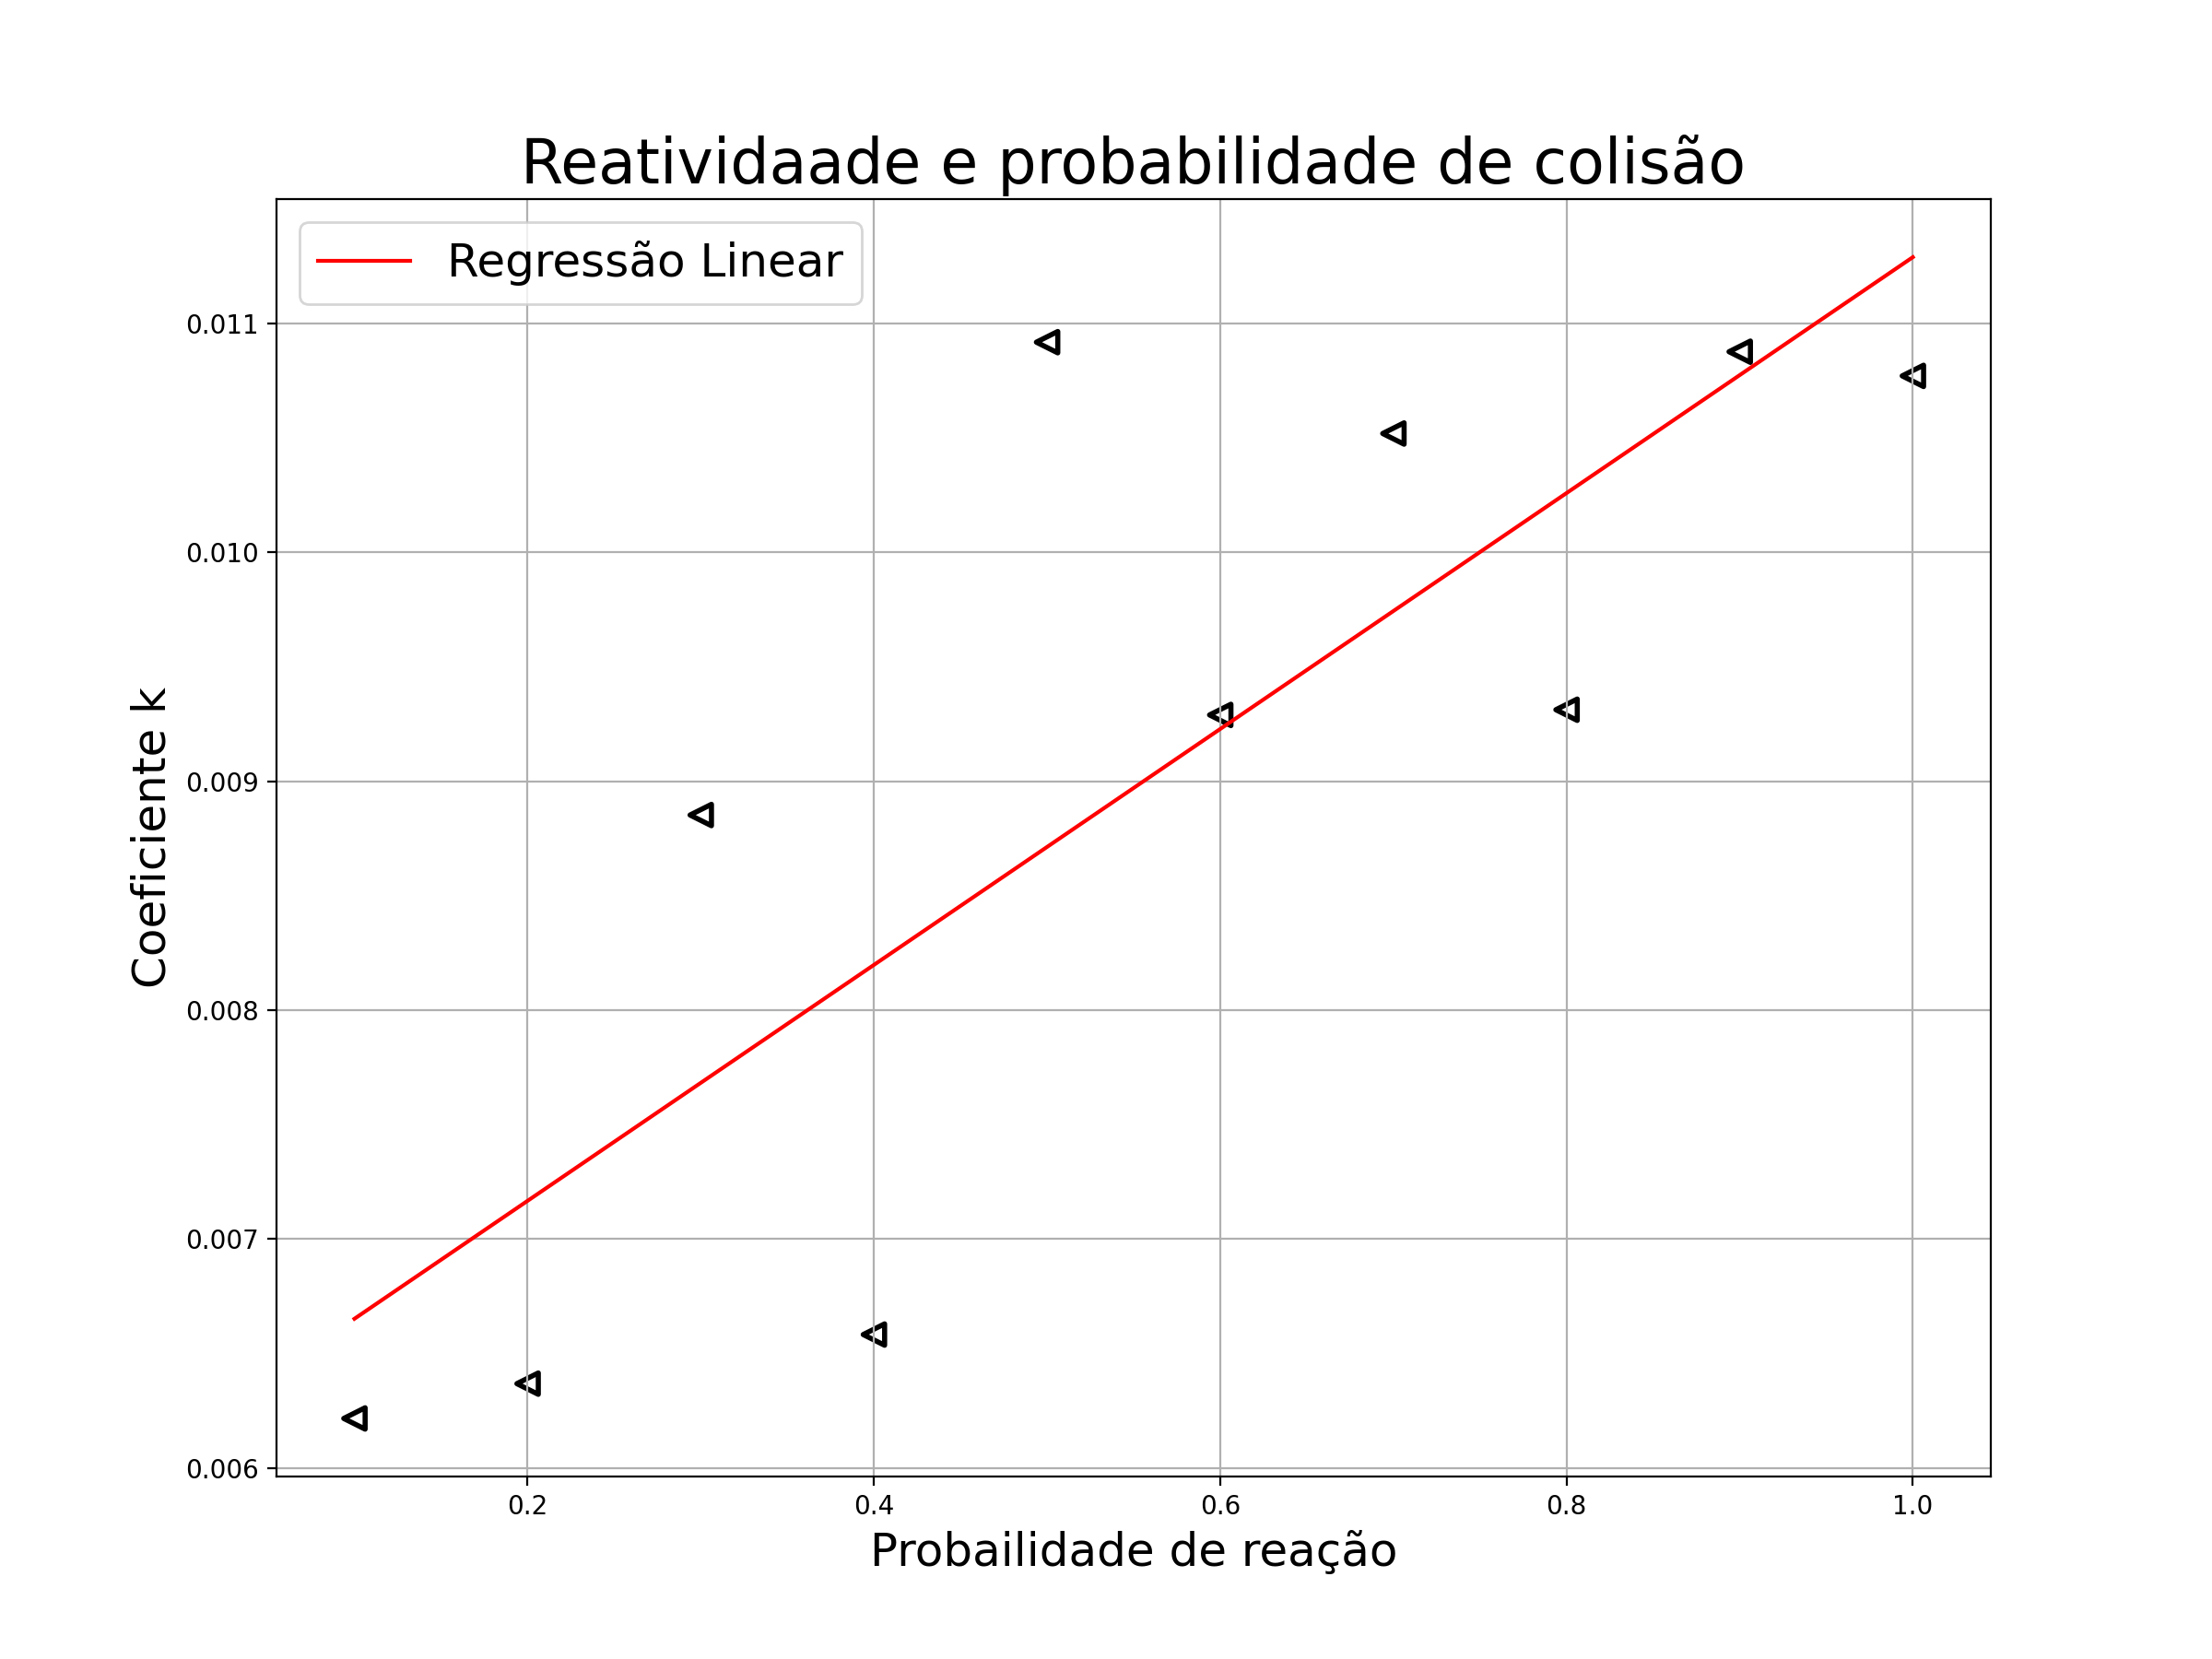 Reatividaade e probabilidade de colisão
Regressão Linear
0.011
0.010
0.009
0.008
0.007
0.006
Coeficiente k
0.2 0.4 0.6 0.8 1.0
Probailidade de reação